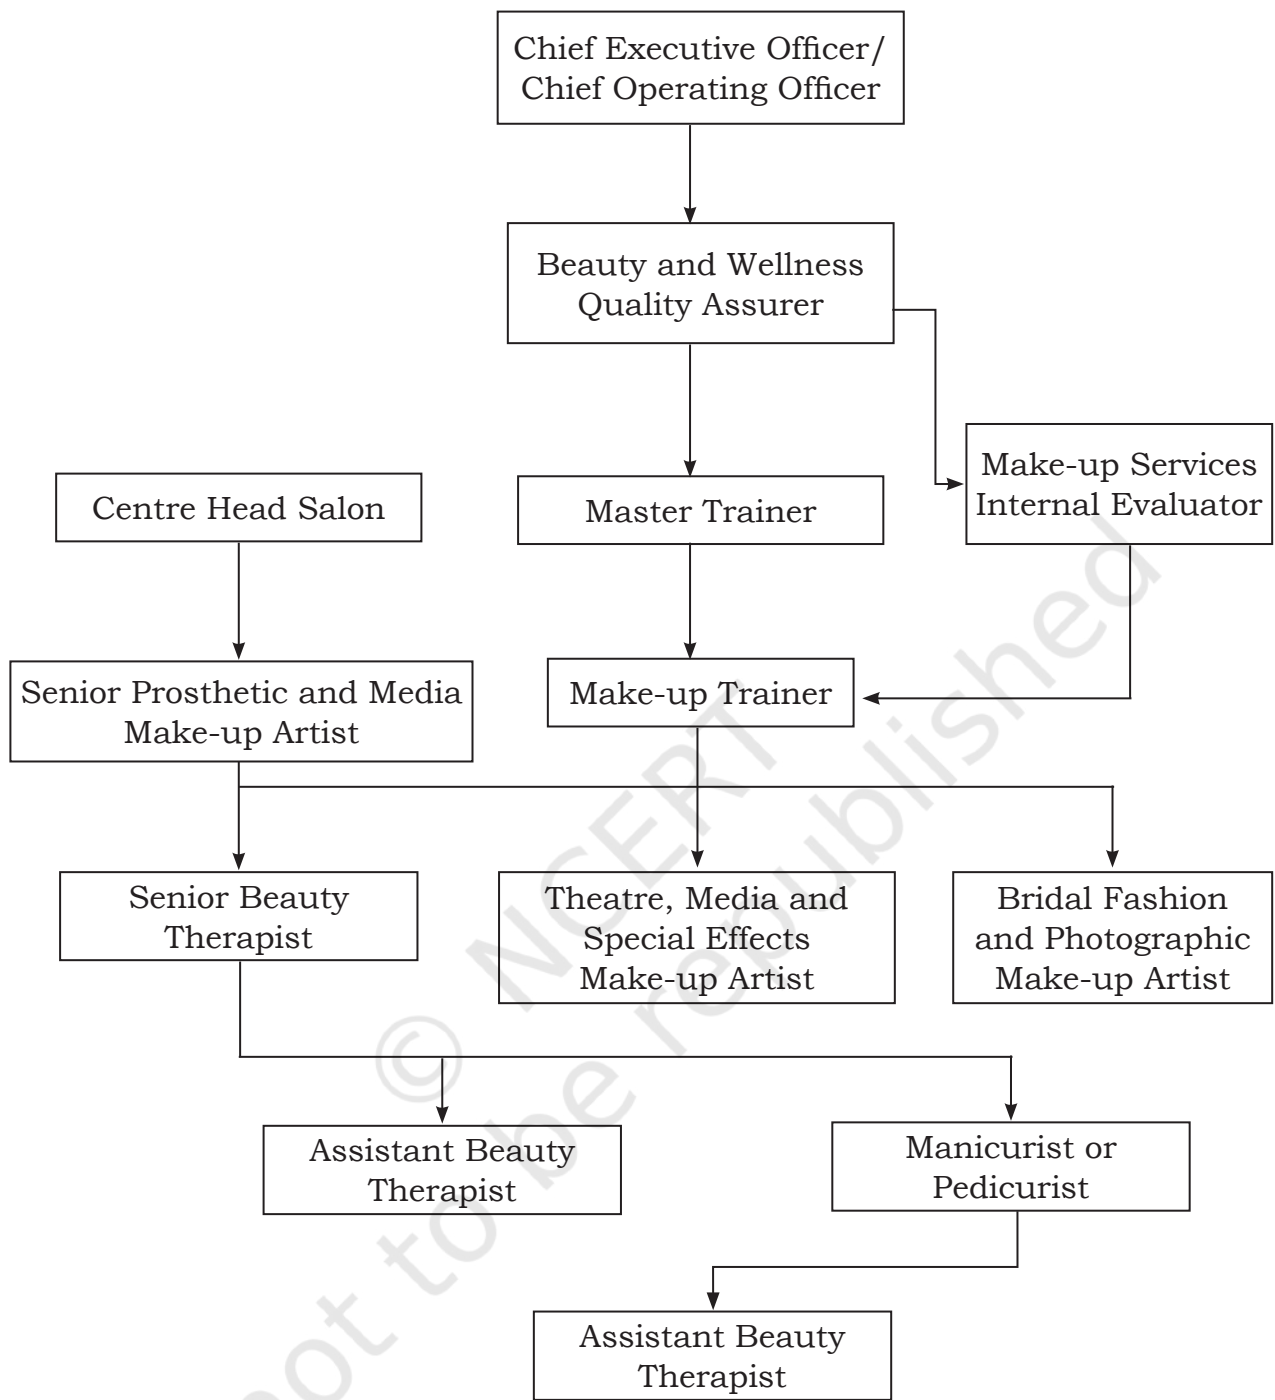 Chief Executive Officer/
Chief Operating Officer
Beauty and Wellness
Quality Assurer
Make-up Services
Internal Evaluator
Centre Head Salon
Master Trainer
Senior Prosthetic and Media
Make-up Artist
Make-up Trainer
Senior Beauty
Therapist
Theatre, Media and
Special Effects
Make-up Artist
Bridal Fashion
and Photographic
Make-up Artist
Assistant Beauty
Therapist
Manicurist or
Pedicurist
Assistant Beauty
Therapist
© NCERT
not to be republished